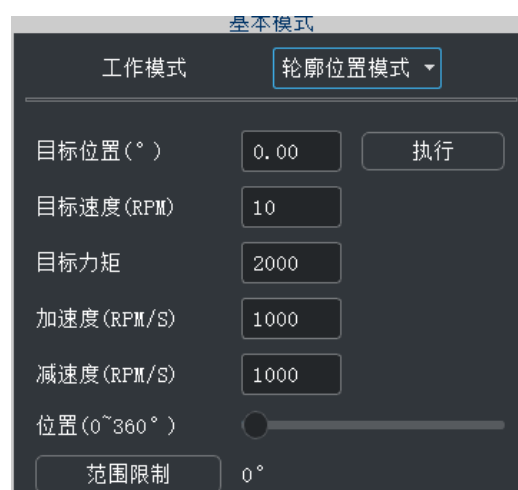 基本模式
工作模式 轮廓位置模式
目标位置(°) 0.00 执行
目标速度(RPM) 10
目标力矩 2000
加速度(RPM/S) 1000
减速度(RPM/S) 1000
位置(0~360°)
范围限制 0°